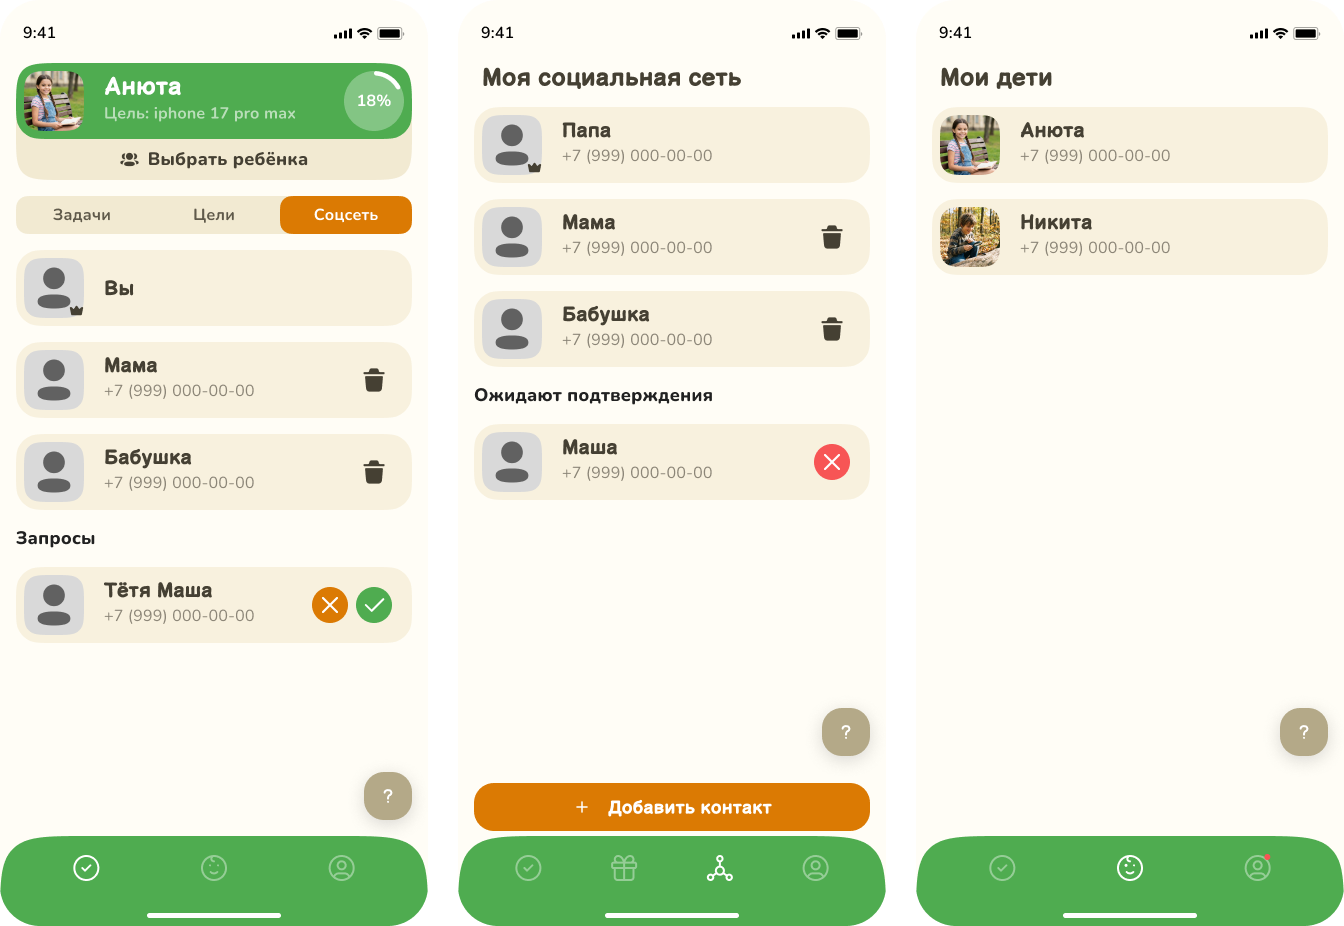 9:41
Анюта
Цель: iphone 17 pro max
18%
Выбрать ребёнка
Задачи
Цели
Соцсеть
Вы
Мама
+7 (999) 000-00-00
Бабушка
+7 (999) 000-00-00
Запросы
Тётя Маша
+7 (999) 000-00-00
?
9:41
Моя социальная сеть
Папа
+7 (999) 000-00-00
Мама
+7 (999) 000-00-00
Бабушка
+7 (999) 000-00-00
Ожидают подтверждения
Маша
+7 (999) 000-00-00
?
+ Добавить контакт
9:41
Мои дети
Анюта
+7 (999) 000-00-00
Никита
+7 (999) 000-00-00
?